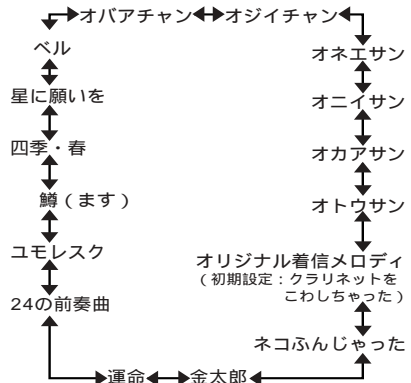 オバアチャン オジイチャン
ベル
オネエサン
星に願いを
オニイサン
四季・春
オカアサン
鱒(ます)
オトウサン
ユモレスク
オリジナル着信メロディ
(初期設定:クラリネットを
こわしちゃった)
24の前奏曲
ネコふんじゃった
運命 金太郎